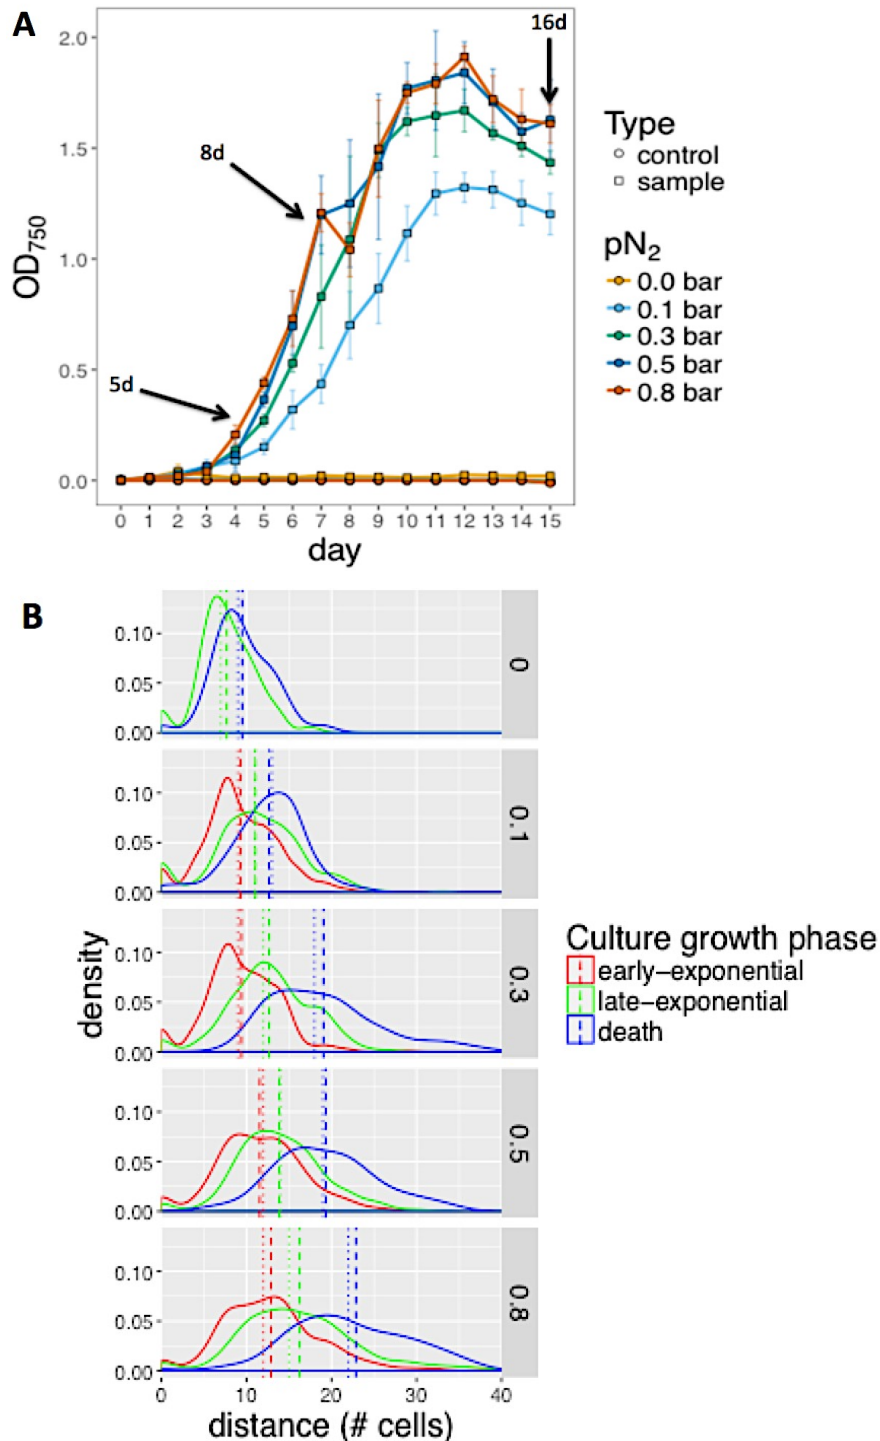 A
2.0
1.5
1.0
0.5
0.0
OD750
5d
8d
16d
0 1 2 3 4 5 6 7 8 9 10 11 12 13 14 15
day
Type
control
sample
pN2
0.0 bar
0.1 bar
0.3 bar
0.5 bar
0.8 bar
B
0.10
0.05
0.00
0
0.10
0.05
0.00
0.1
0.10
0.05
0.00
0.3
0.10
0.05
0.00
0.5
0.10
0.05
0.00
0.8
density
0 10 20 30 40
distance (# cells)
Culture growth phase
early−exponential
late−exponential
death